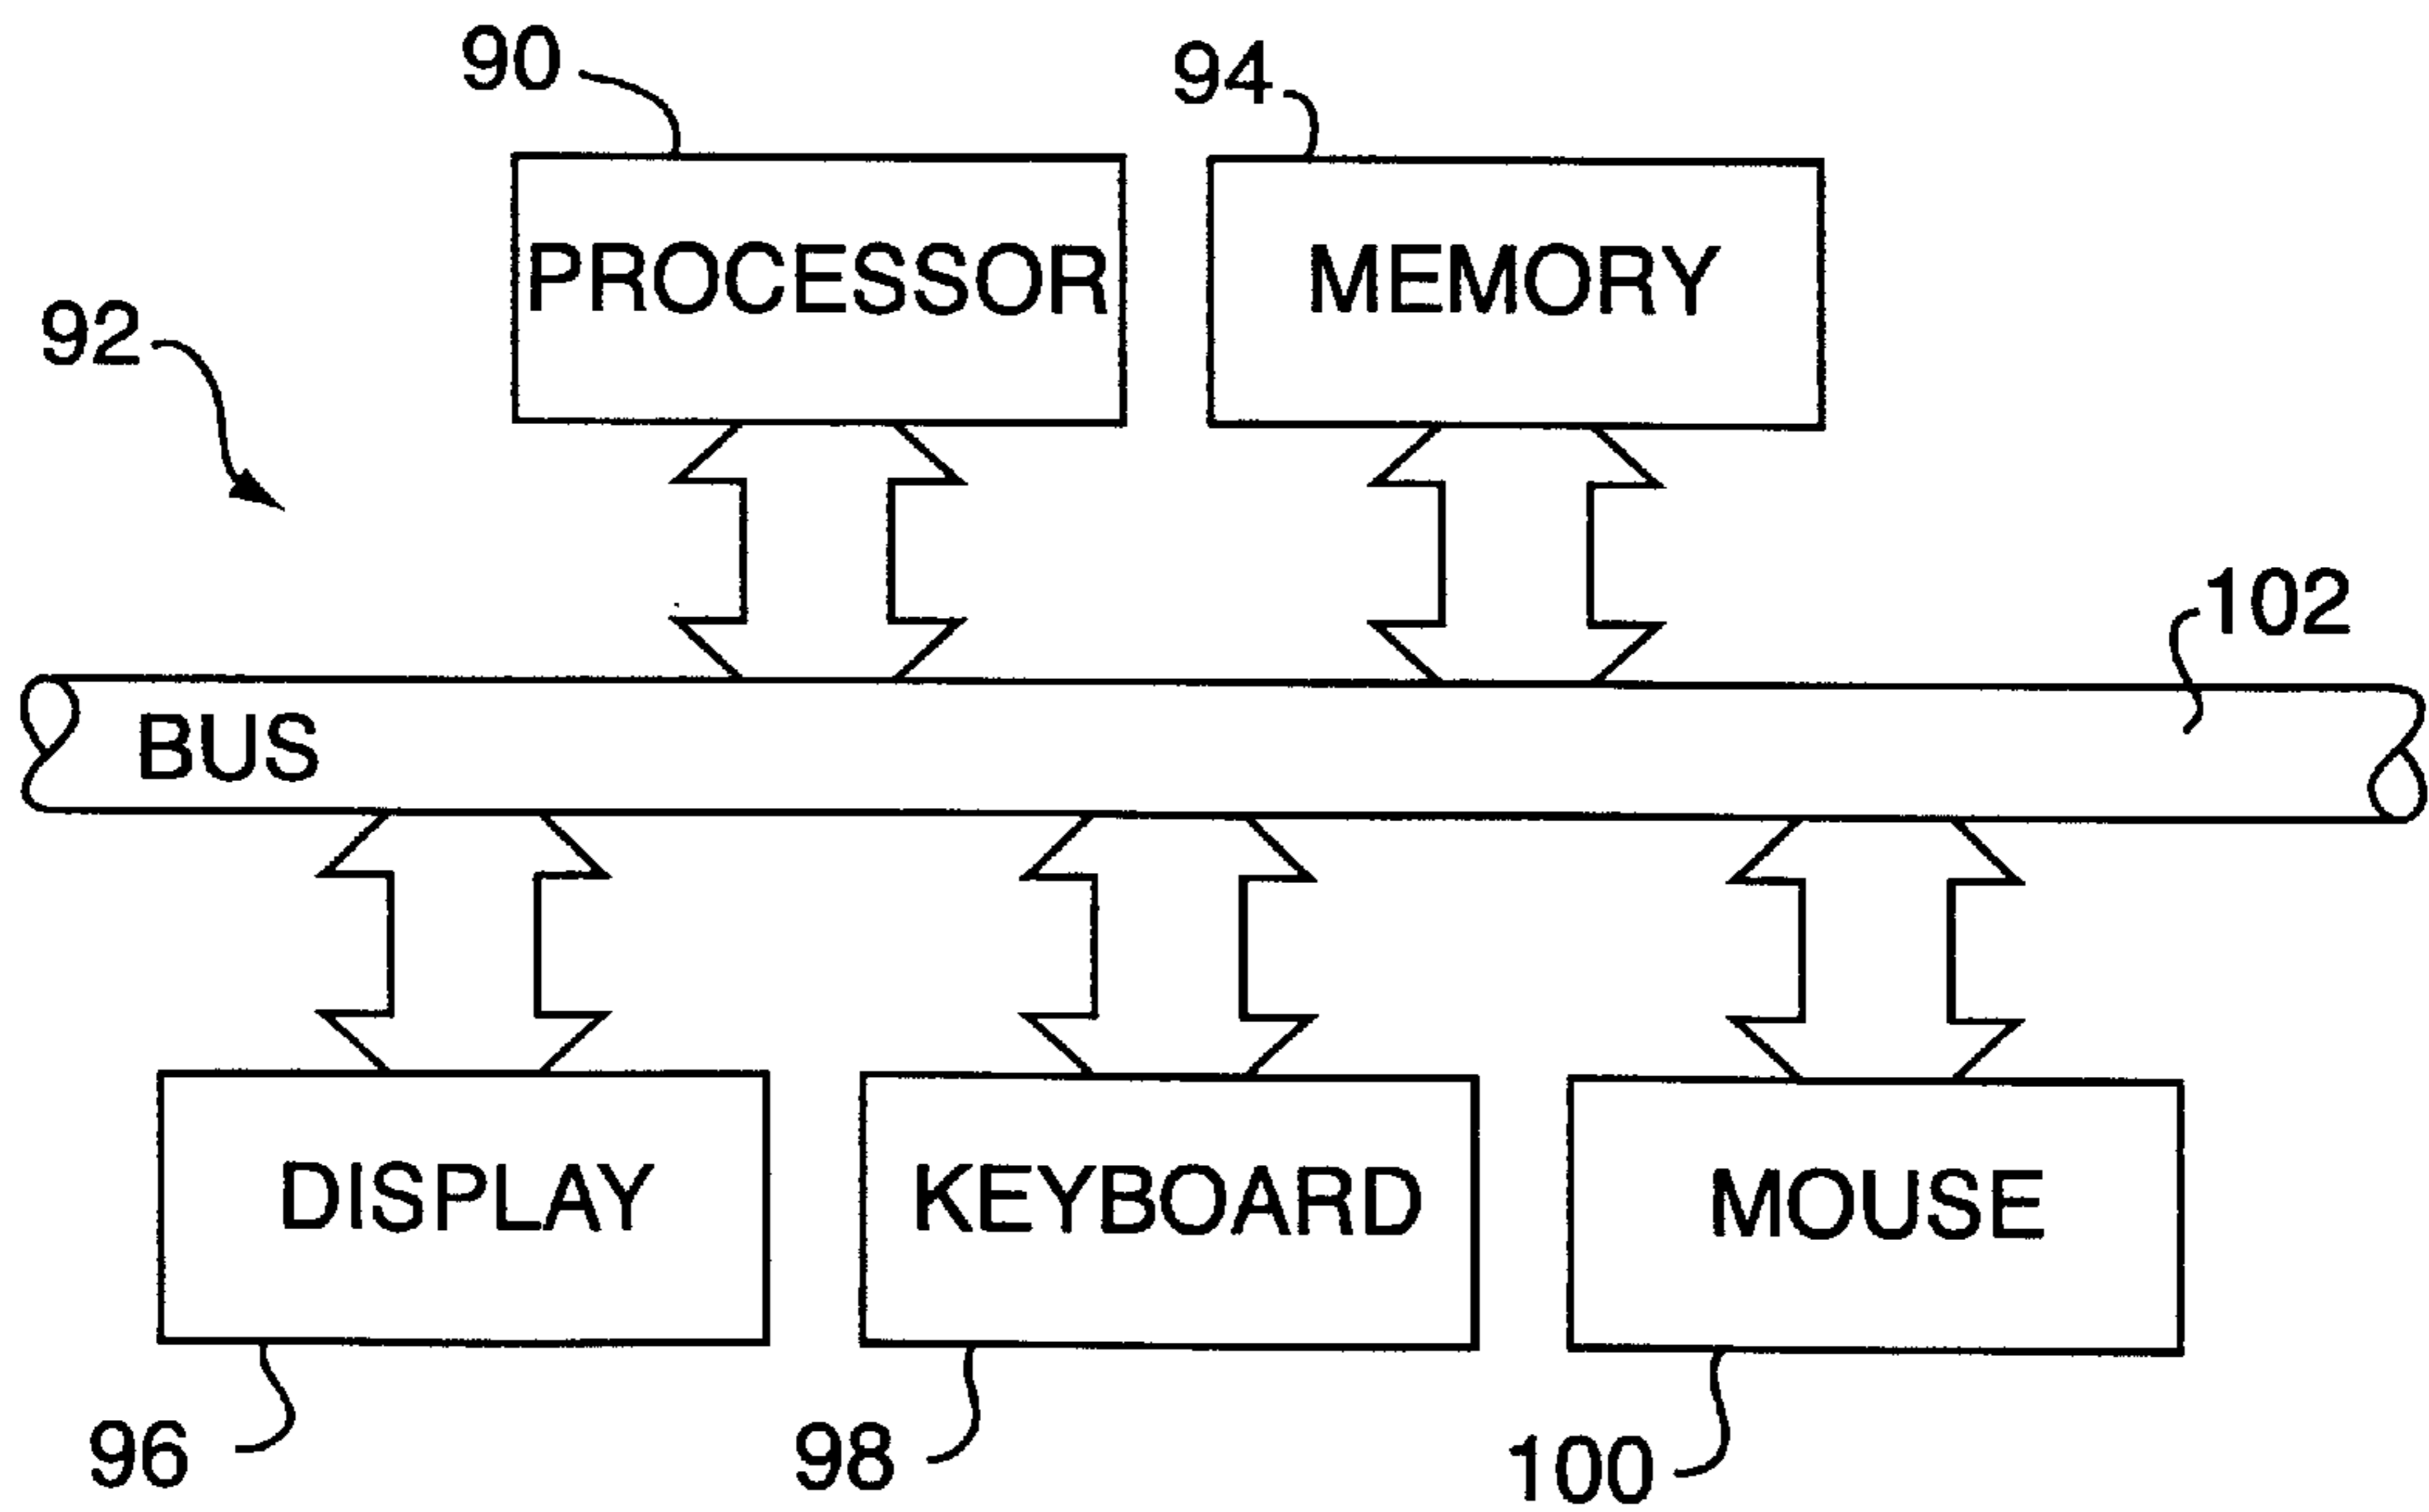 90
94
PROCESSOR
MEMORY
92
102
BUS
DISPLAY
KEYBOARD
MOUSE
96
98
100